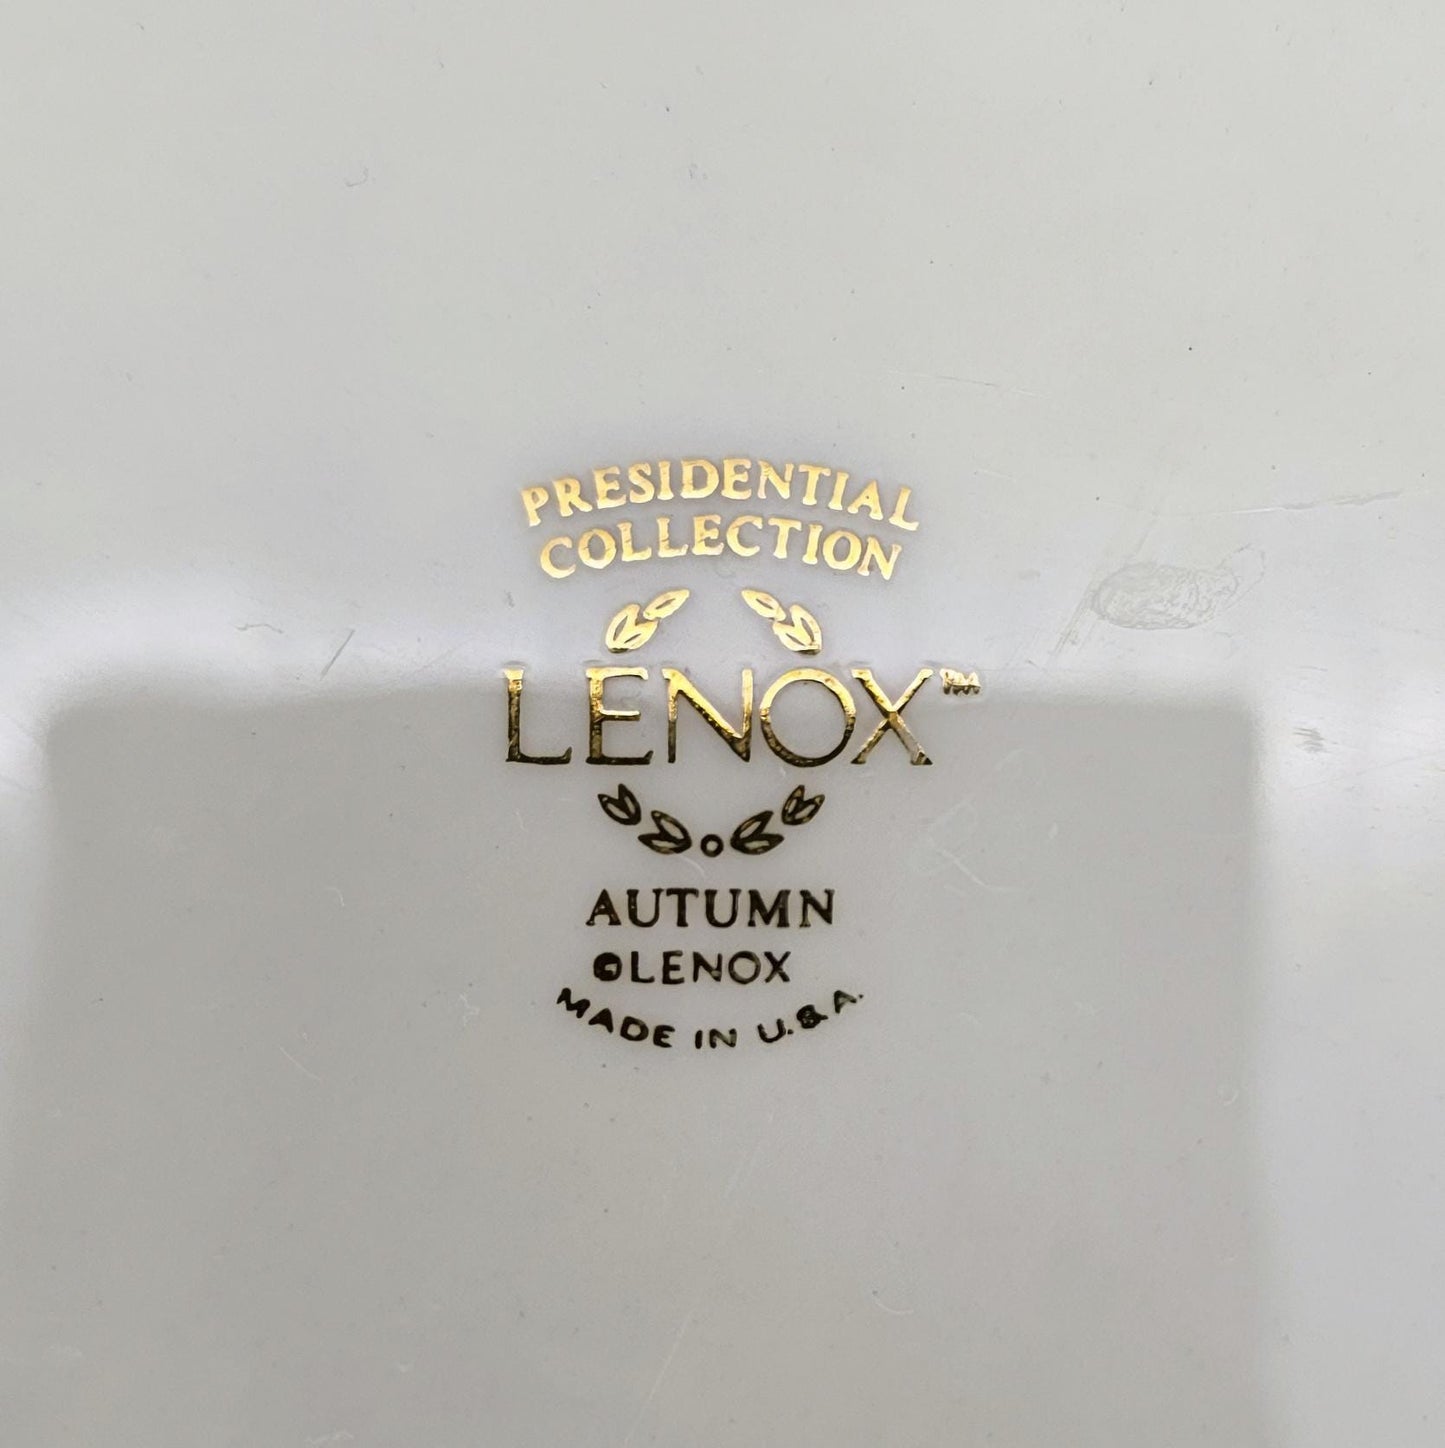 PRESIDENTIAL
COLLECTION
LENOX™
AUTUMN
©LENOX
MADE IN U.S.A.